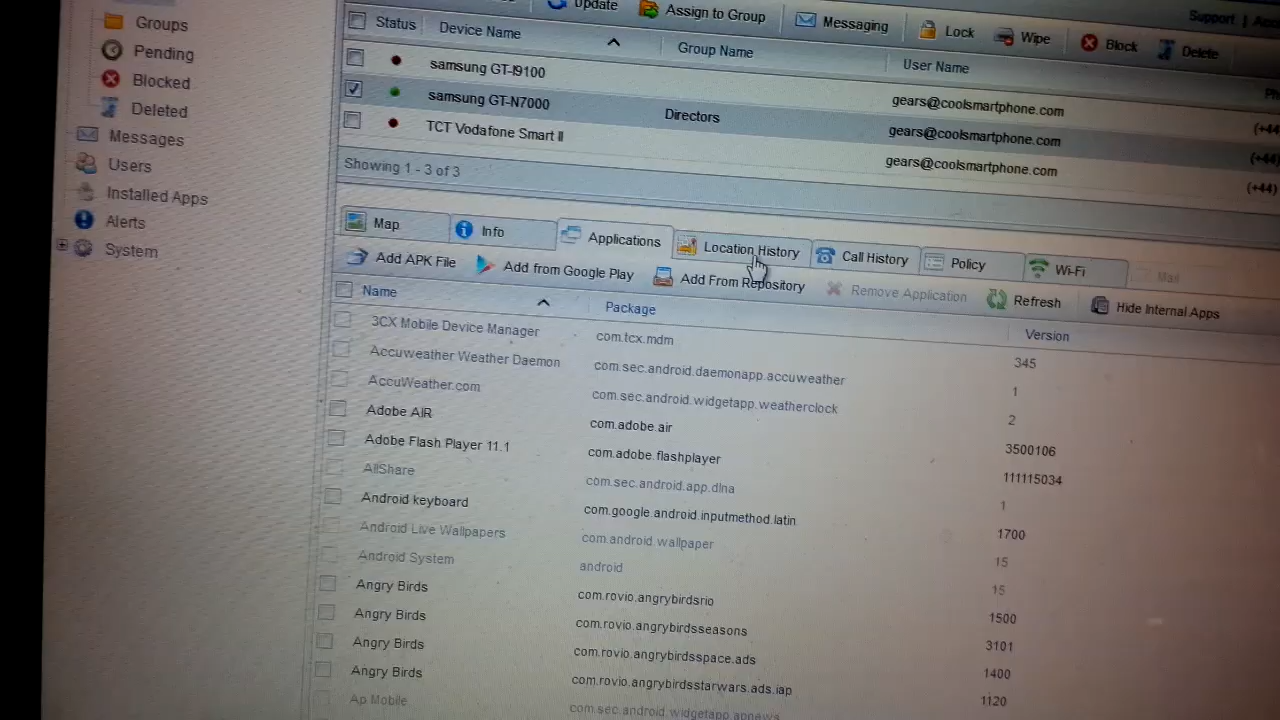 Update Assign to Group Messaging Lock Wipe Block Delete
Support |
Groups
Pending
Blocked
Deleted
Messages
Users
Installed Apps
Alerts
System
Status Device Name Group Name User Name
samsung GT-I9100 gears@coolsmartphone.com
samsung GT-N7000 Directors gears@coolsmartphone.com (+44
TCT Vodafone Smart II gears@coolsmartphone.com (+44
Showing 1 - 3 of 3 (+44)
Map Info Applications Location History Call History Policy Wi-Fi Mail
Add APK File Add from Google Play Add From Repository Remove Application Refresh Hide Internal Apps
Name Package Version
3CX Mobile Device Manager com.tcx.mdm 345
Accuweather Weather Daemon com.sec.android.daemonapp.accuweather 1
AccuWeather.com com.sec.android.widgetapp.weatherclock 2
Adobe AIR com.adobe.air 3500106
Adobe Flash Player 11.1 com.adobe.flashplayer 111115034
AllShare com.sec.android.app.dlna 1
Android keyboard com.google.android.inputmethod.latin 1700
Android Live Wallpapers com.android.wallpaper 15
Android System android 15
Angry Birds com.rovio.angrybirdsrio 1500
Angry Birds com.rovio.angrybirdsseasons 3101
Angry Birds com.rovio.angrybirdsspace.ads 1400
Angry Birds com.rovio.angrybirdsstarwars.ads.iap 1120
Ap Mobile com.sec.android.widgetapp.apnews